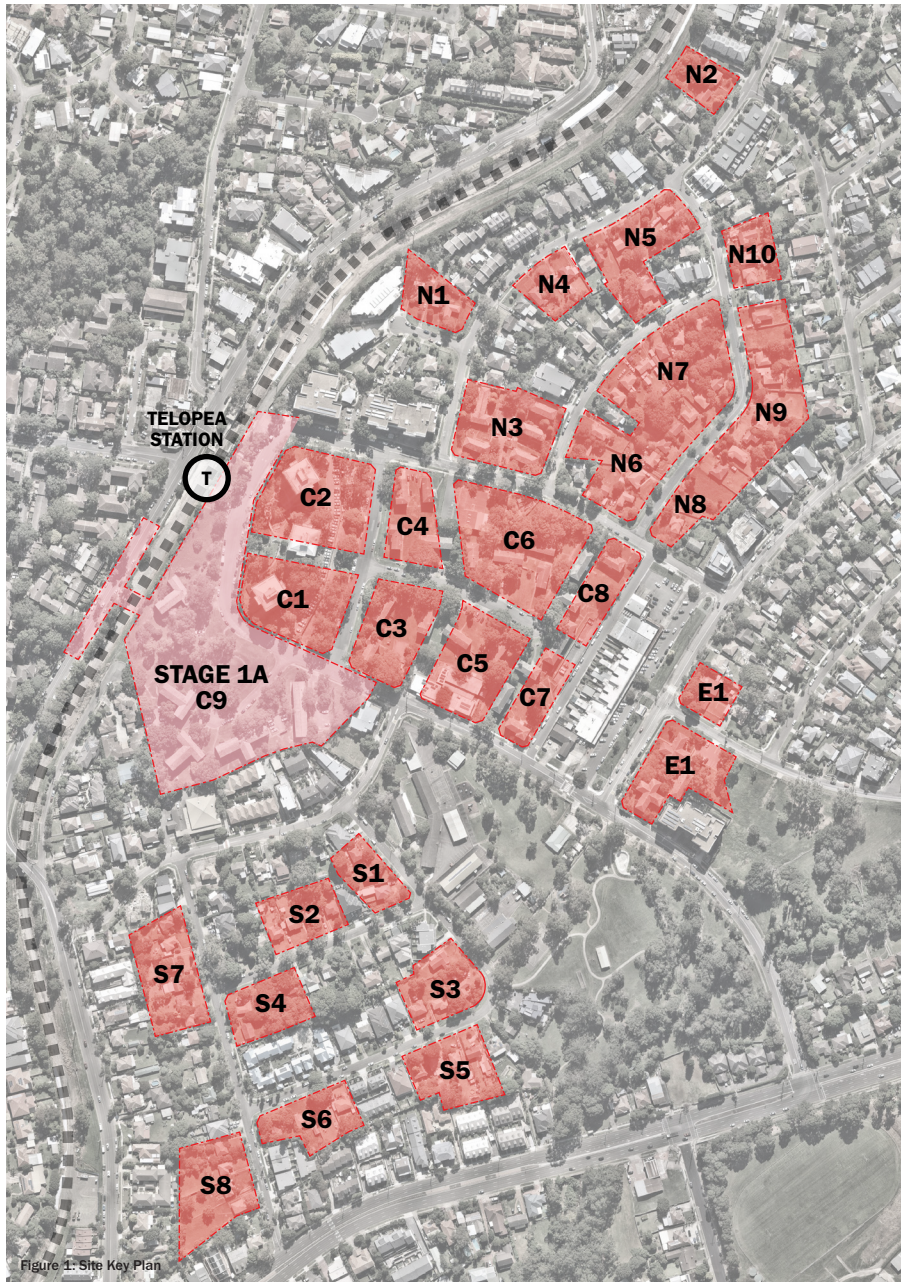 N2
N5
N10
N4
N1
N7
TELOPEA
STATION
N9
N3
N6
T
C2
N8
C4
C6
C8
C1
C3
C5
STAGE 1A
C9
E1
C7
E1
S1
S2
S7
S3
S4
S5
S6
S8
Figure 1: Site Key Plan